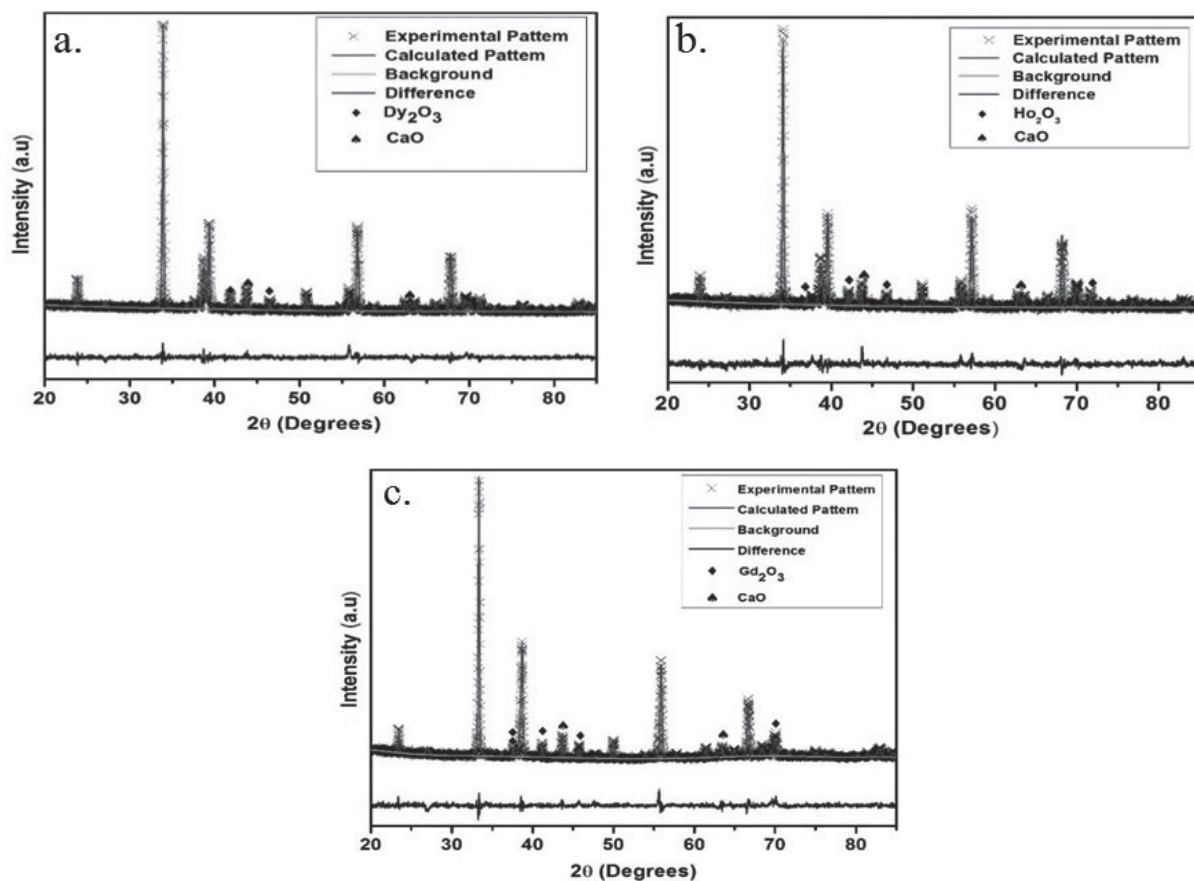 a.
Experimental Pattem
Calculated Pattem
Background
Difference
Dy2O3
CaO
Intensity (a.u)
20 30 40 50 60 70 80
2θ (Degrees)
b.
Experimental Pattem
Calculated Pattem
Background
Difference
Ho2O3
CaO
Intensity (a.u)
20 30 40 50 60 70 80
2θ (Degrees)
c.
Experimental Pattem
Calculated Pattem
Background
Difference
Gd2O3
CaO
Intensity (a.u)
20 30 40 50 60 70 80
2θ (Degrees)